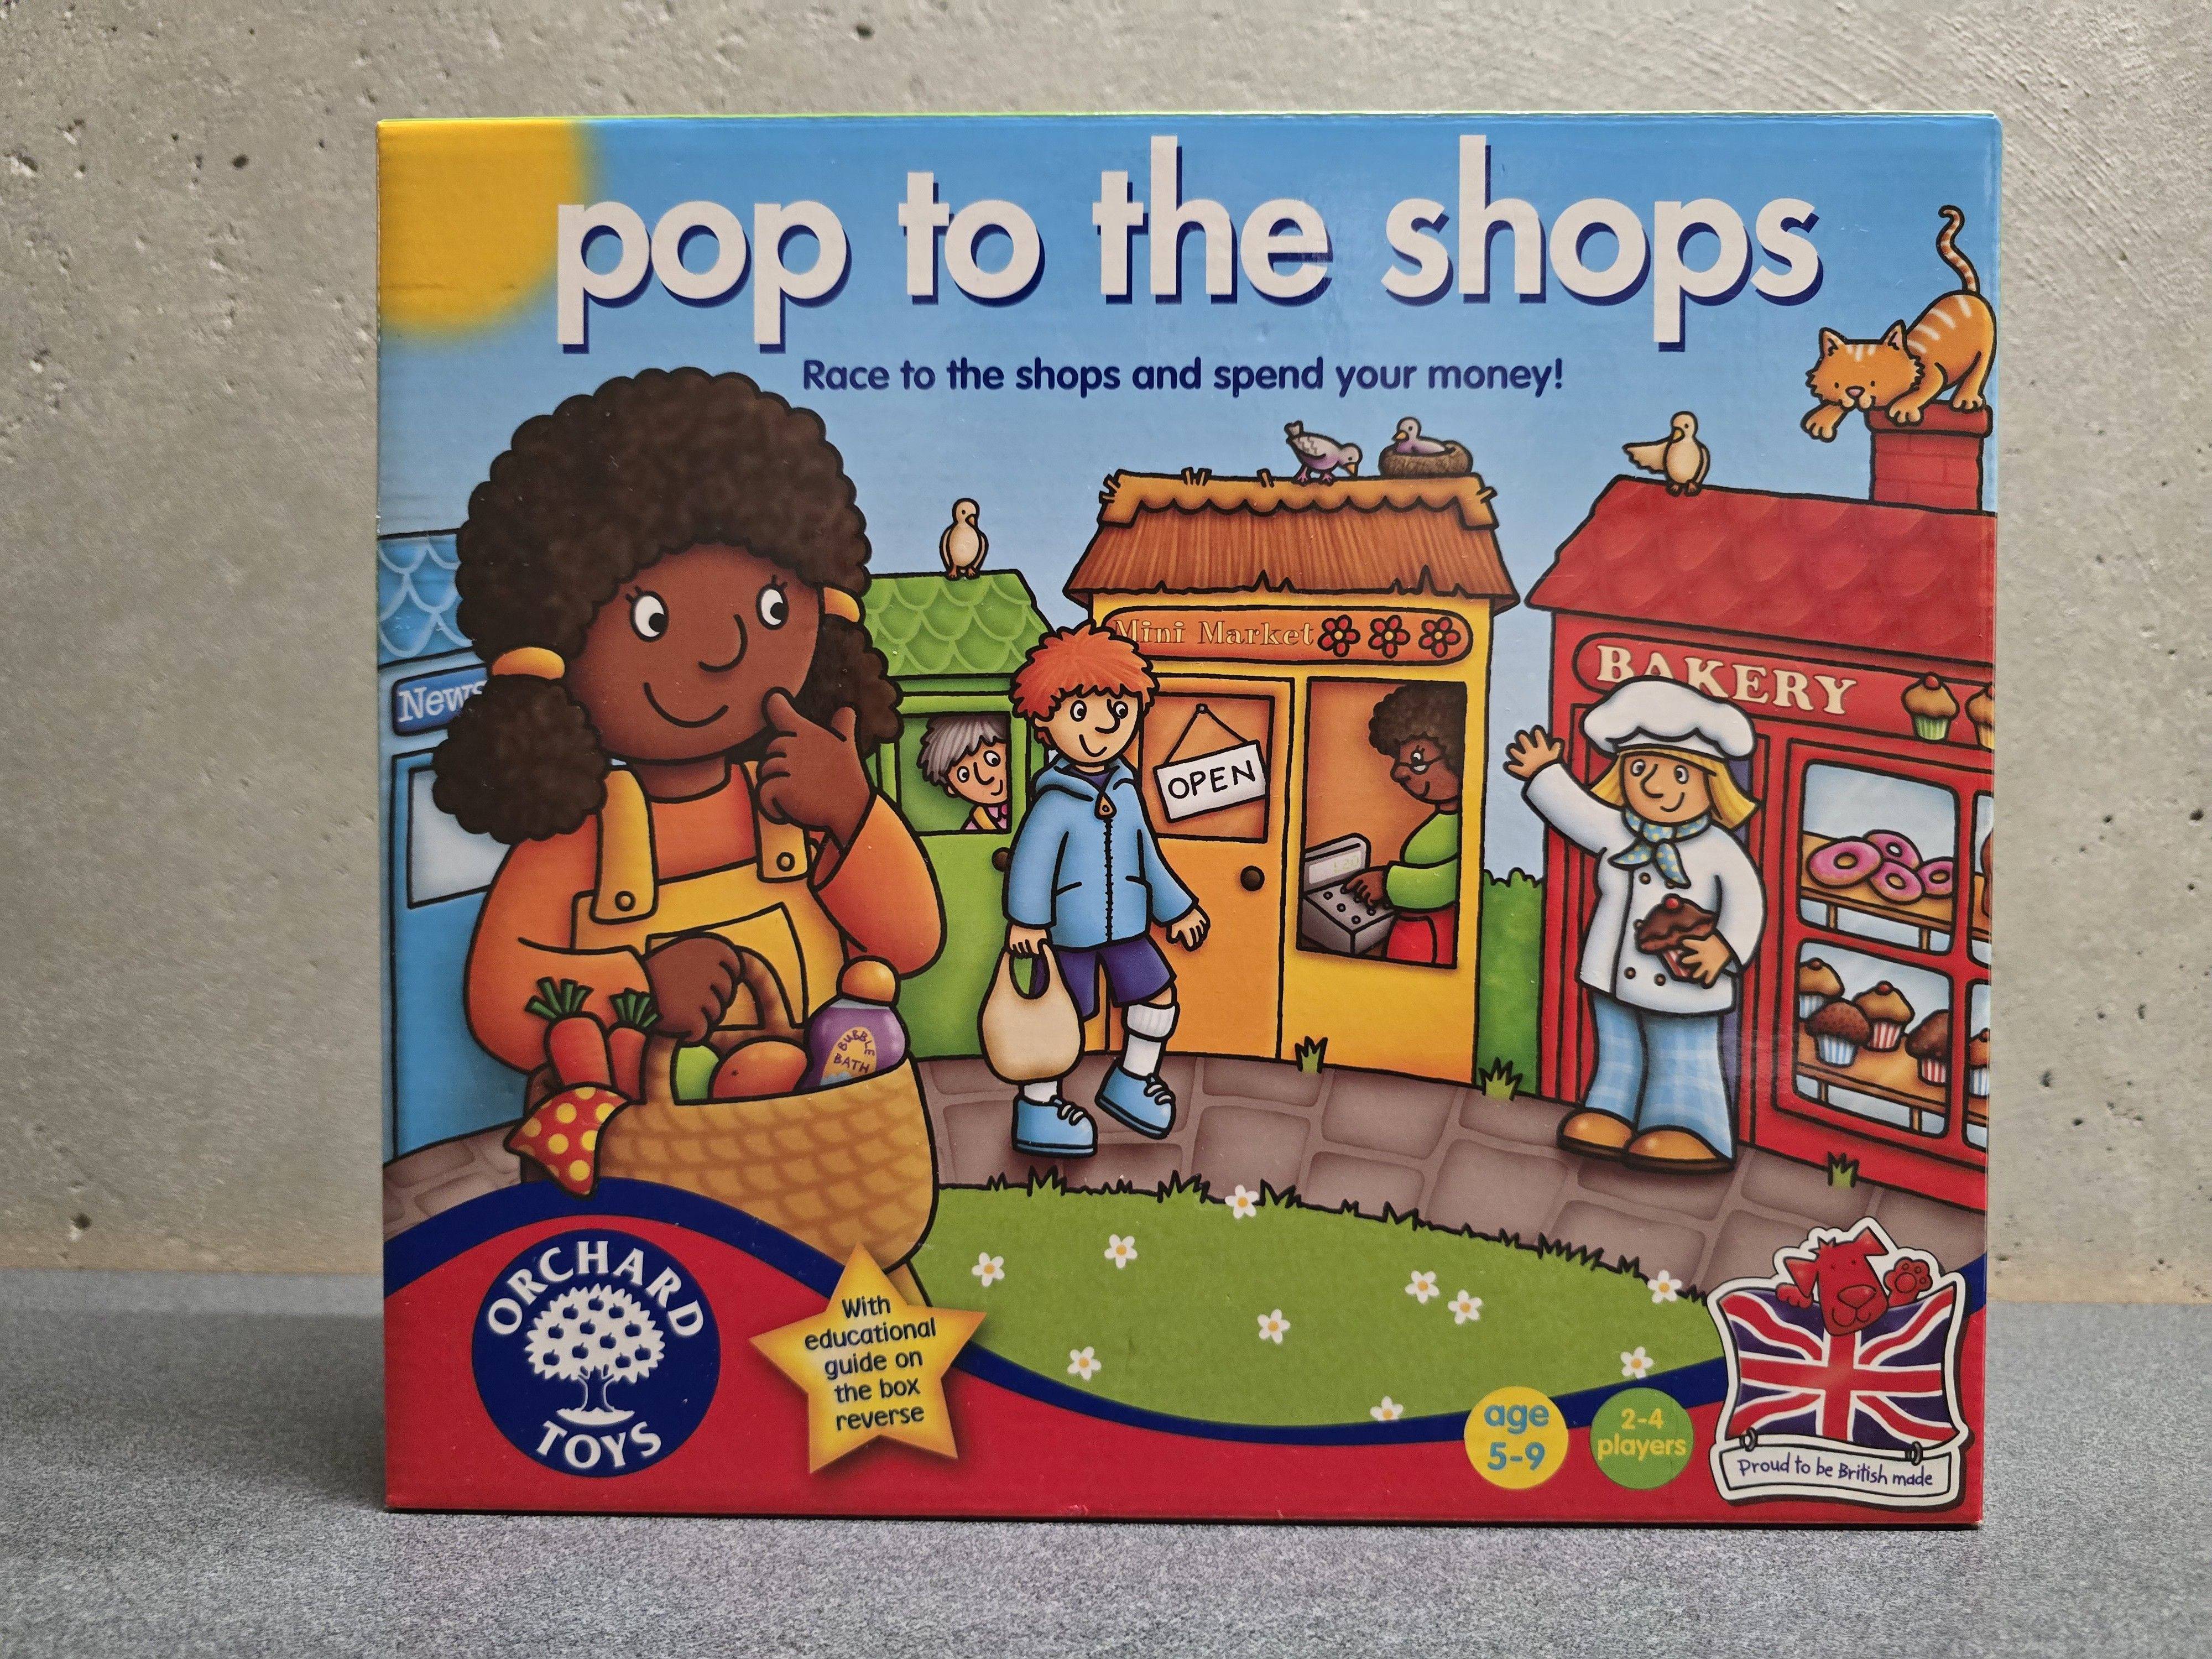 pop to the shops
Race to the shops and spend your money!
News
Mini Market
OPEN
BAKERY
BUBBLE
BATH
ORCHARD
TOYS
With
educational
guide on
the box
reverse
age
5-9
2-4
players
Proud to be British made